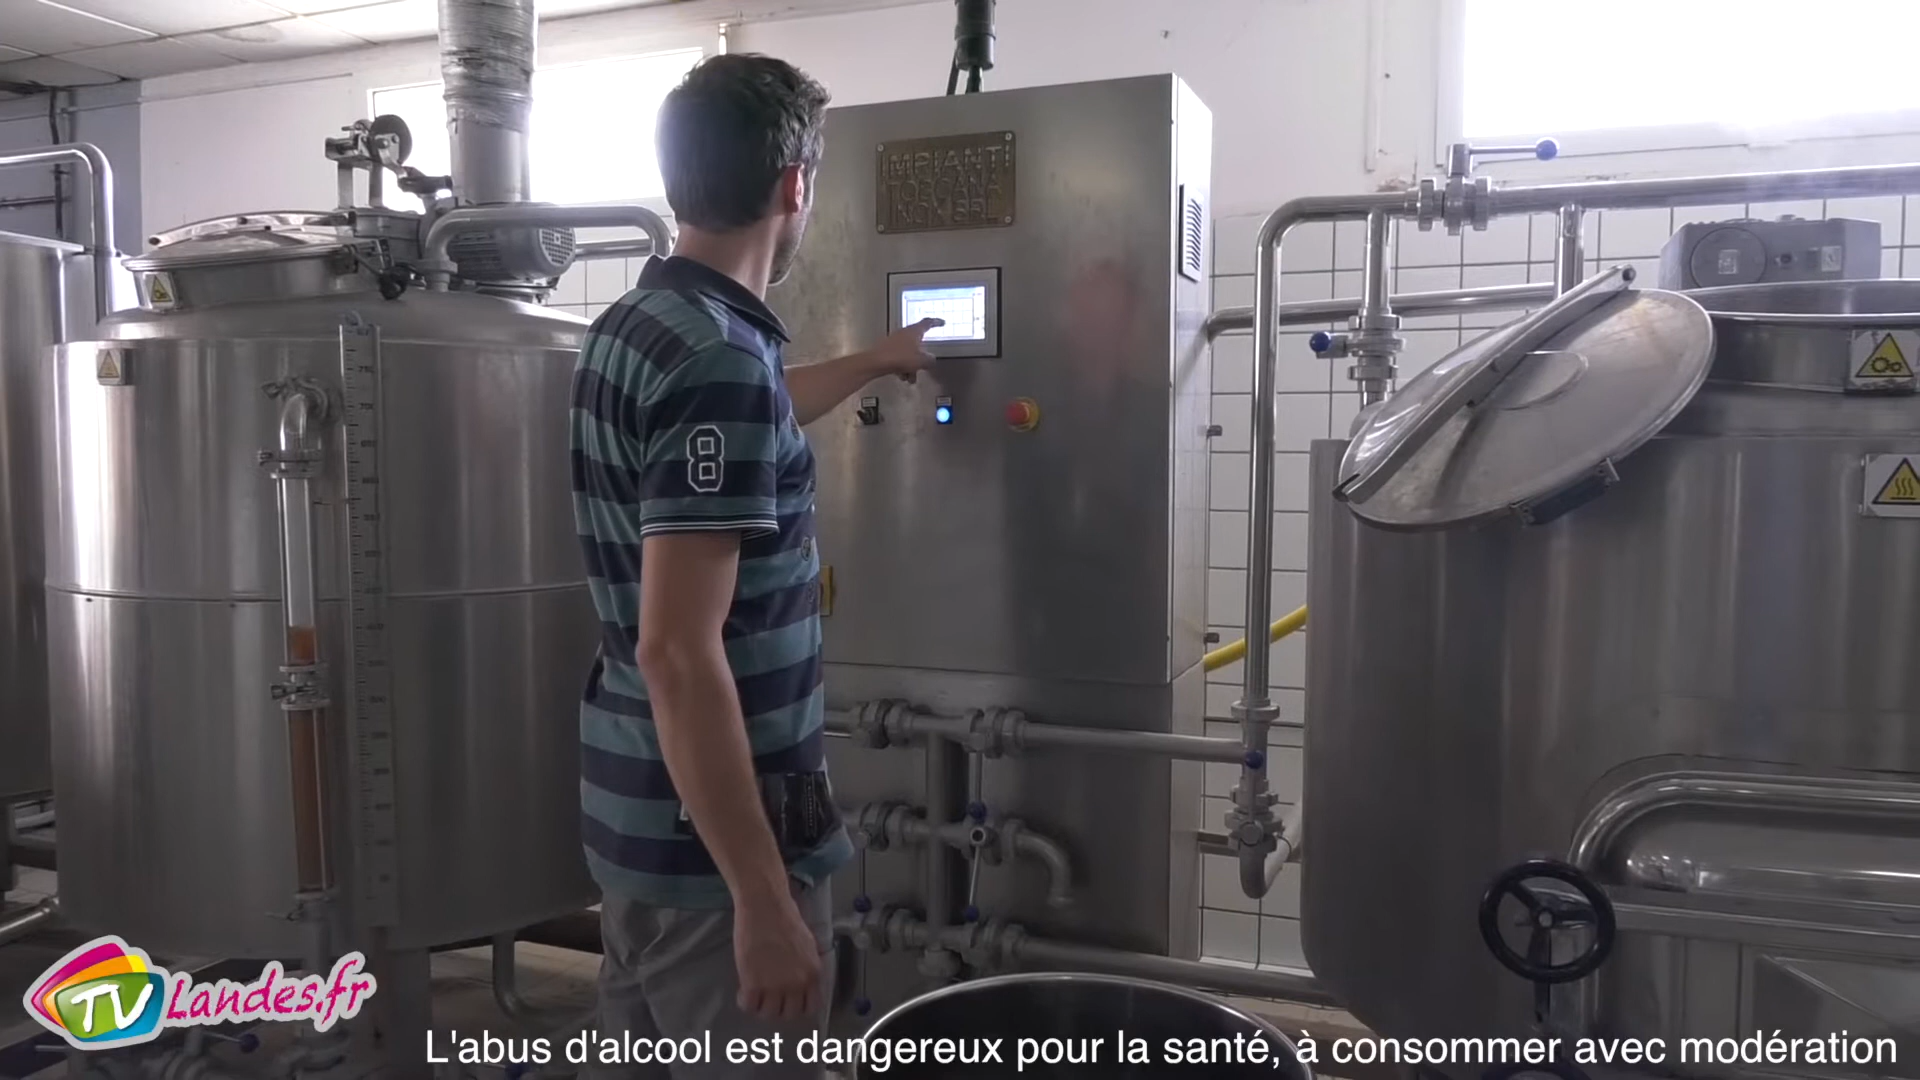 IMPIANTI
TOSCANA
INOX SRL
8
TV Landes.fr
L'abus d'alcool est dangereux pour la santé, à consommer avec modération